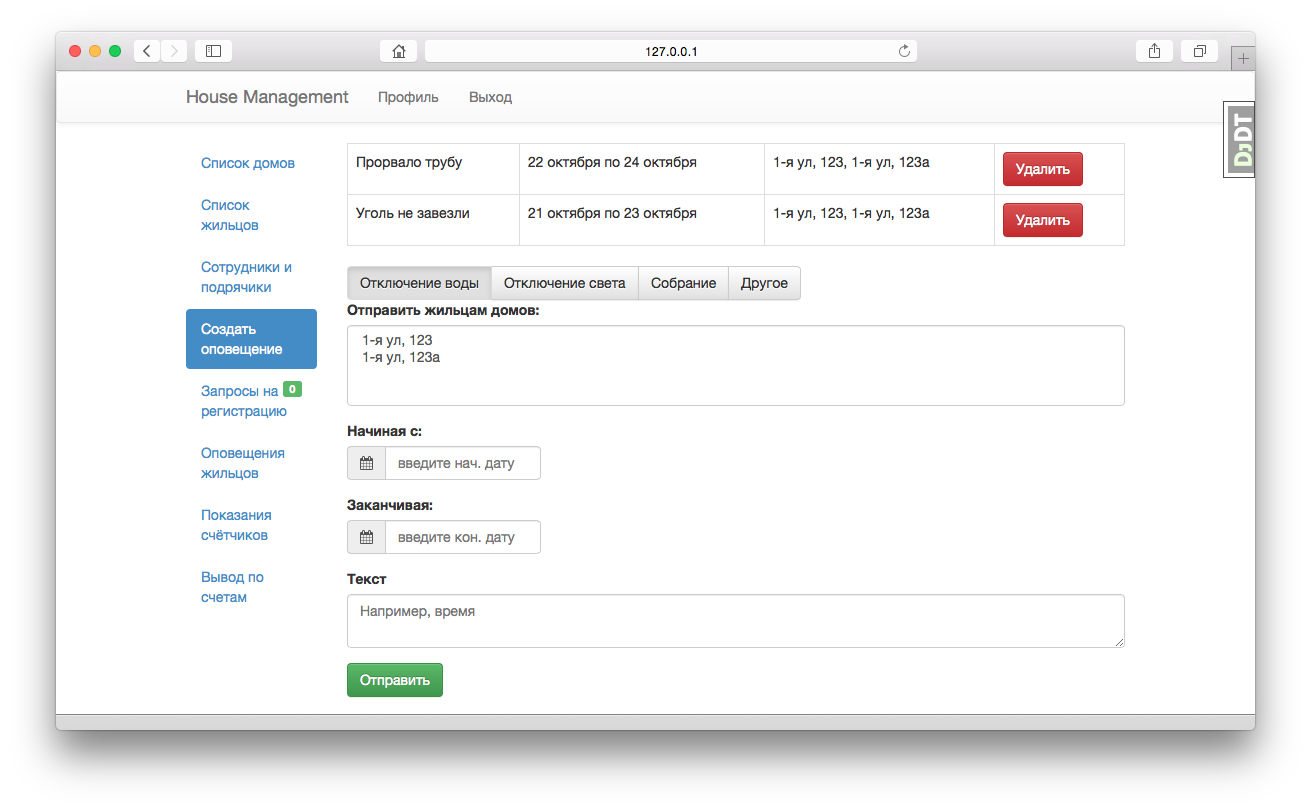 127.0.0.1
House Management Профиль Выход
DjDT
Список домов
Список
жильцов
Сотрудники и
подрячики
Создать
оповещение
Запросы на 0
регистрацию
Оповещения
жильцов
Показания
счётчиков
Вывод по
счетам
Прорвало трубу 22 октября по 24 октября 1-я ул, 123, 1-я ул, 123а Удалить
Уголь не завезли 21 октября по 23 октября 1-я ул, 123, 1-я ул, 123а Удалить
Отключение воды Отключение света Собрание Другое
Отправить жильцам домов:
1-я ул, 123
1-я ул, 123а
Начиная с:
введите нач. дату
Заканчивая:
введите кон. дату
Текст
Например, время
Отправить